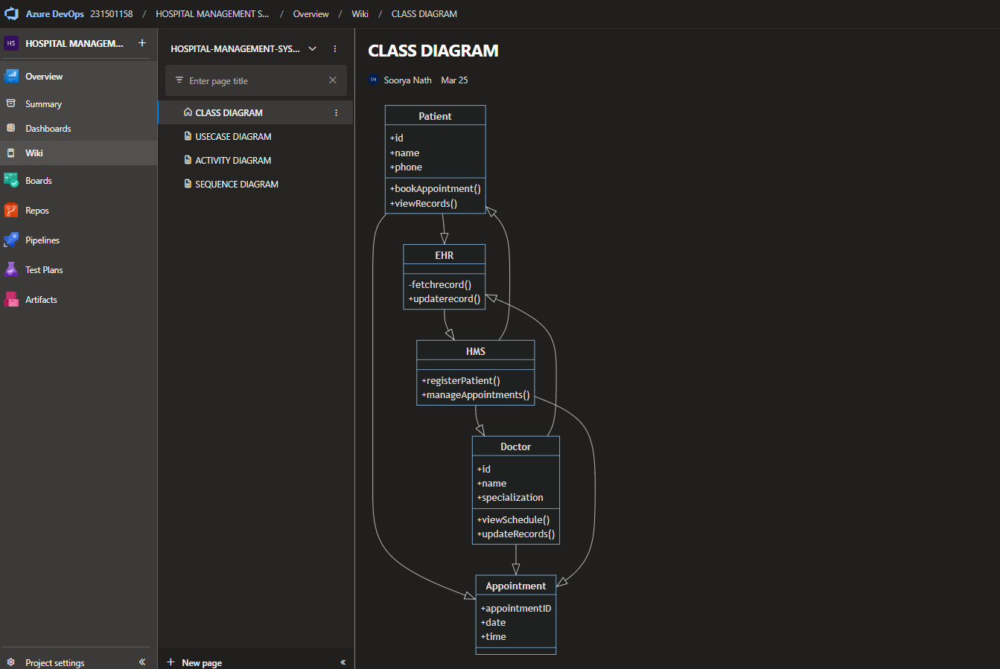 Azure DevOps 231501158 / HOSPITAL MANAGEMENT S... / Overview / Wiki / CLASS DIAGRAM
HS HOSPITAL MANAGEM... +
Overview
Summary
Dashboards
Wiki
Boards
Repos
Pipelines
Test Plans
Artifacts
Project settings
HOSPITAL-MANAGEMENT-SYS...
Enter page title
CLASS DIAGRAM
USECASE DIAGRAM
ACTIVITY DIAGRAM
SEQUENCE DIAGRAM
+ New page
CLASS DIAGRAM
SN Soorya Nath Mar 25
Patient
+id
+name
+phone
+bookAppointment()
+viewRecords()
EHR
-fetchrecord()
+updaterecord()
HMS
+registerPatient()
+manageAppointments()
Doctor
+id
+name
+specialization
+viewSchedule()
+updateRecords()
Appointment
+appointmentID
+date
+time